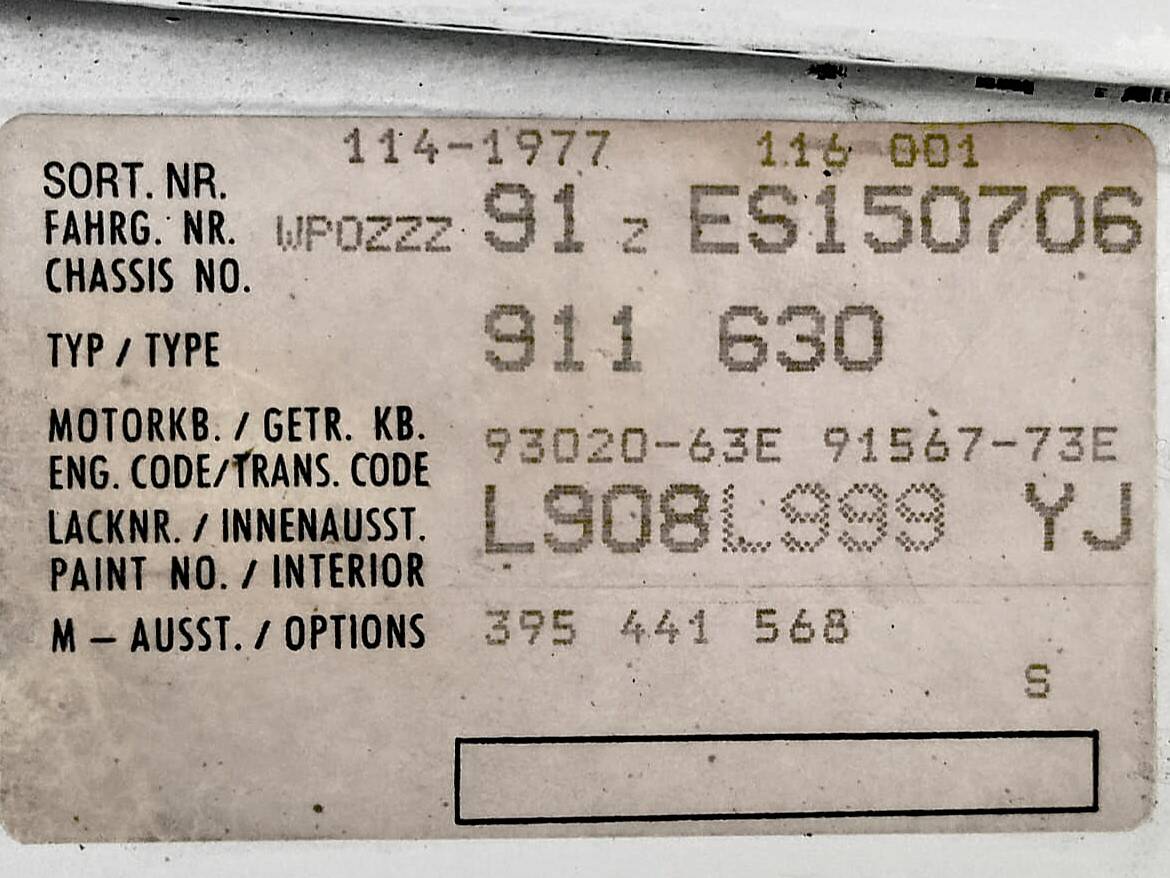 114-1977 116 001
SORT. NR.
FAHRG. NR. WP0ZZZ 91 Z ES150706
CHASSIS NO.
TYP / TYPE 911 630
MOTORKB. / GETR. KB. 93020-63E 91567-73E
ENG. CODE/TRANS. CODE
LACKNR. / INNENAUSST. L908L999 YJ
PAINT NO. / INTERIOR
M – AUSST. / OPTIONS 395 441 568
S